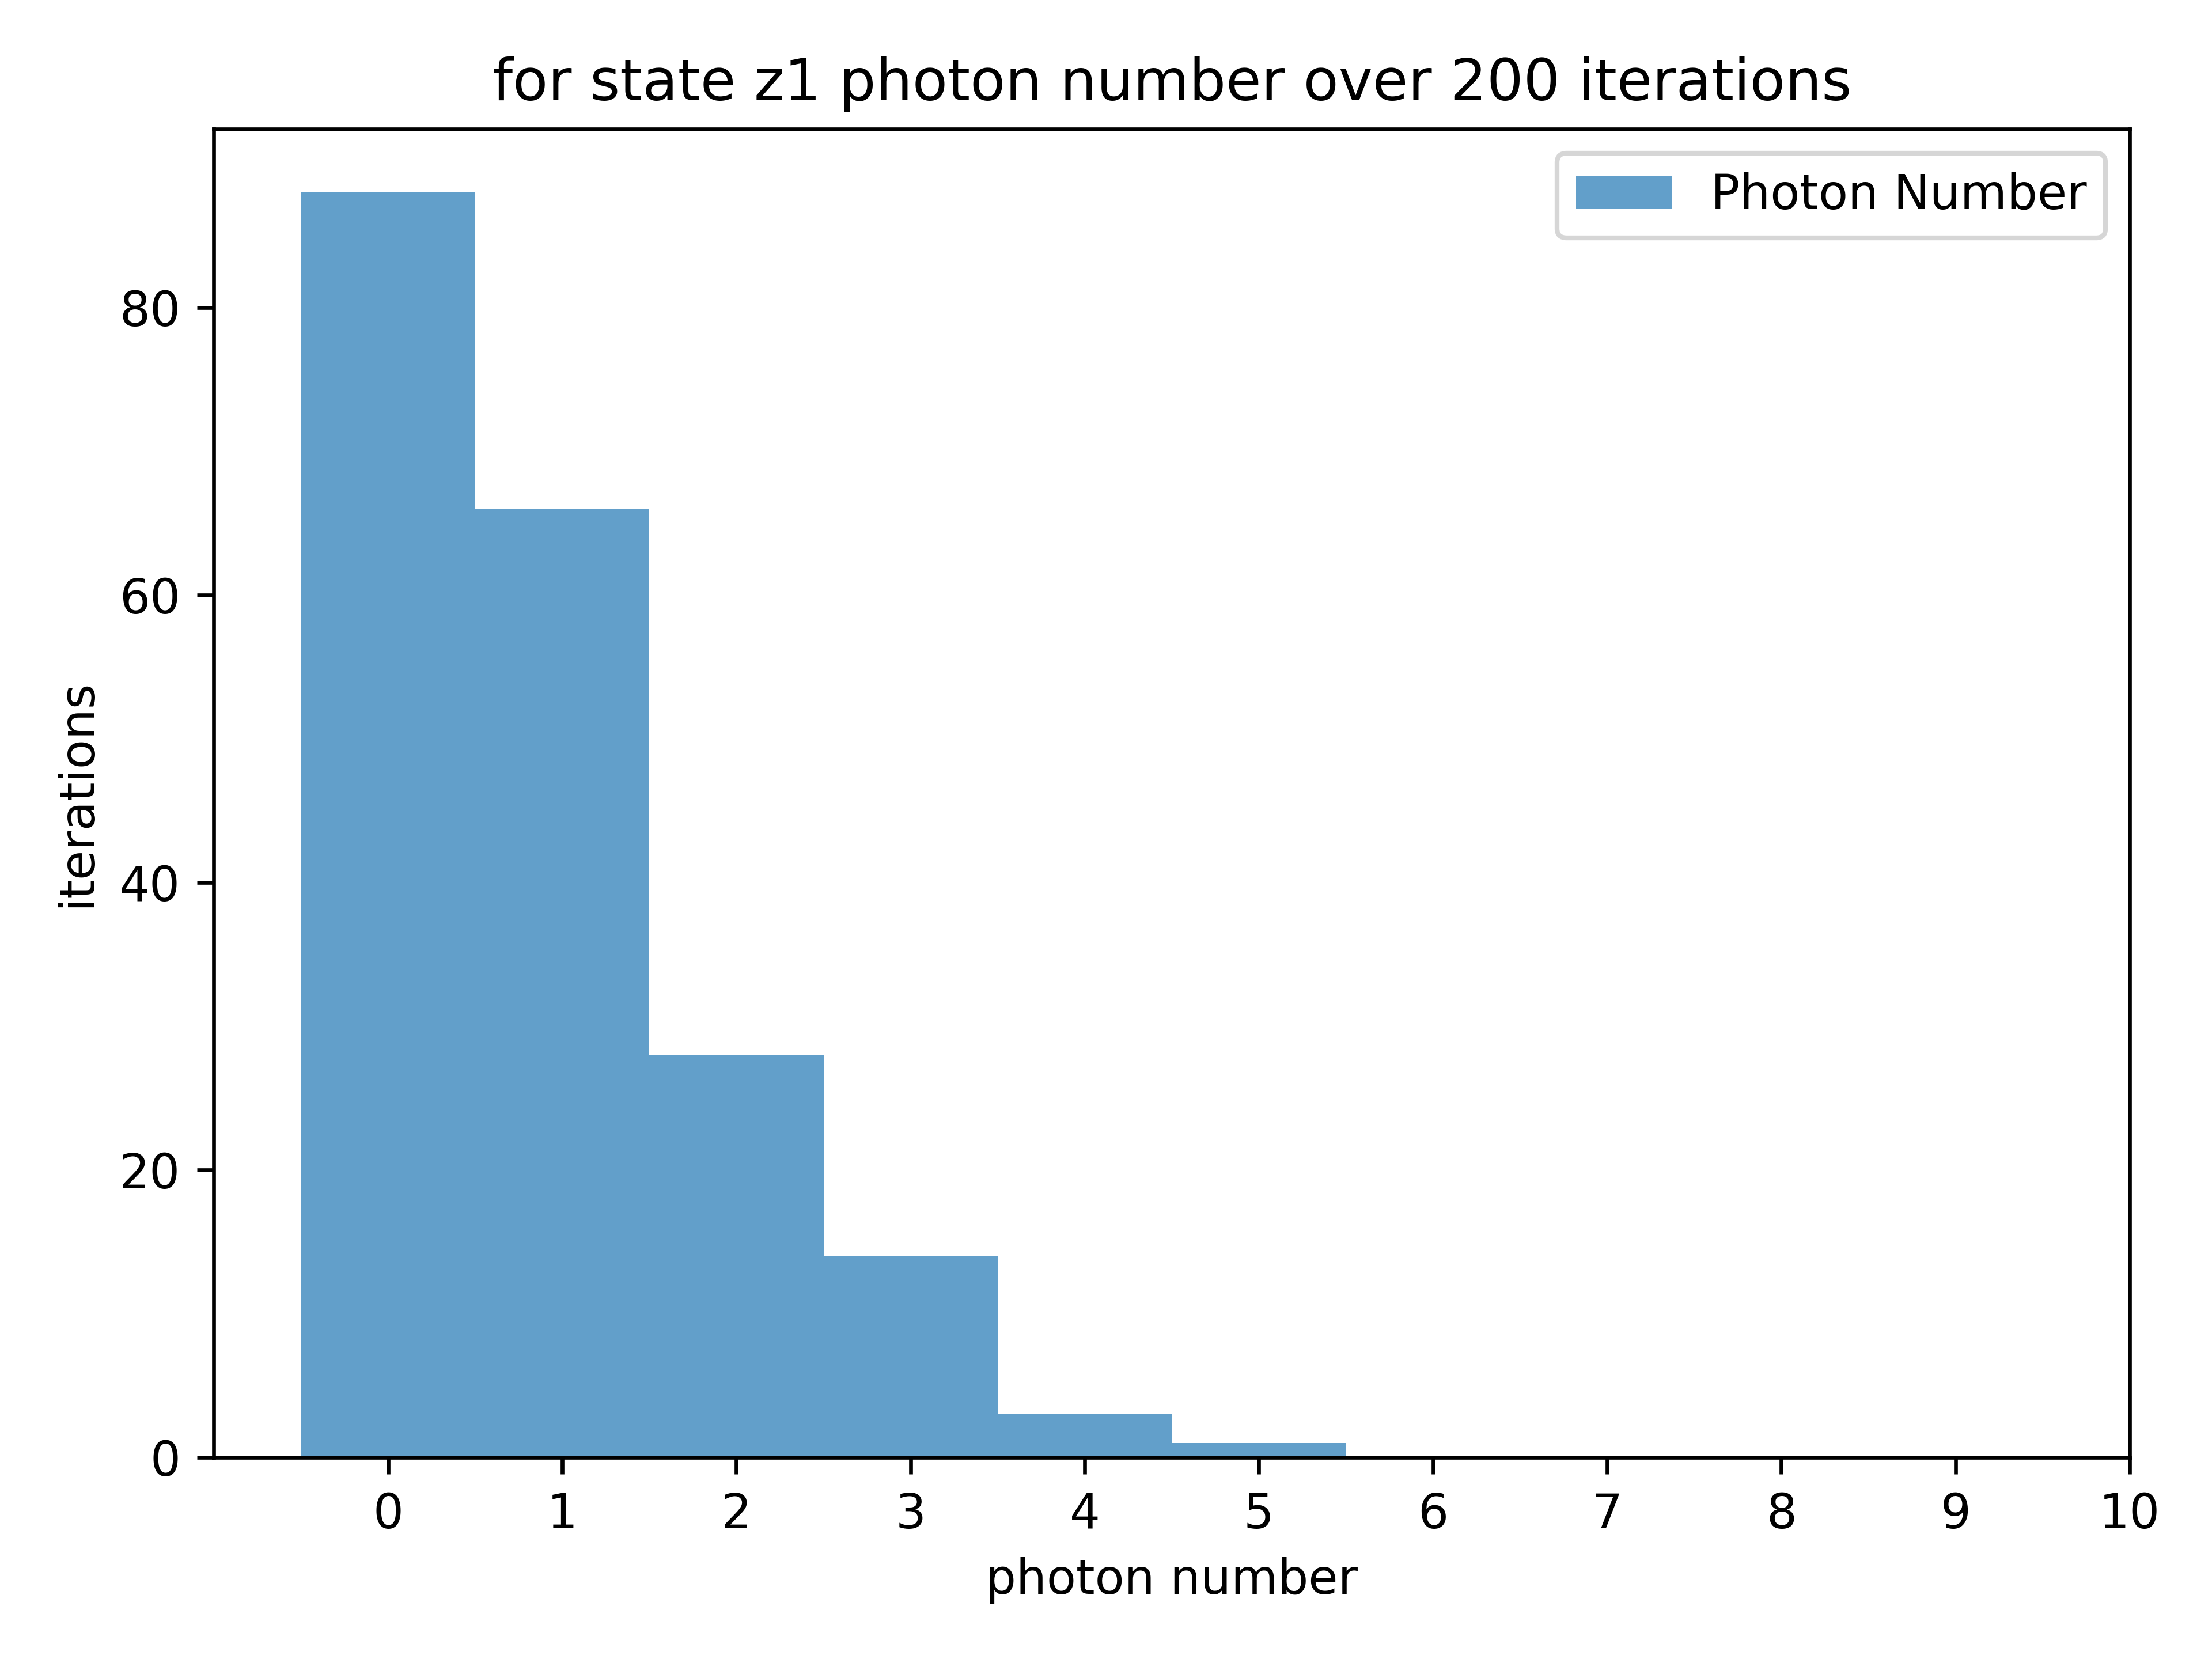 for state z1 photon number over 200 iterations
Photon Number
80
60
40
20
0
iterations
0 1 2 3 4 5 6 7 8 9 10
photon number